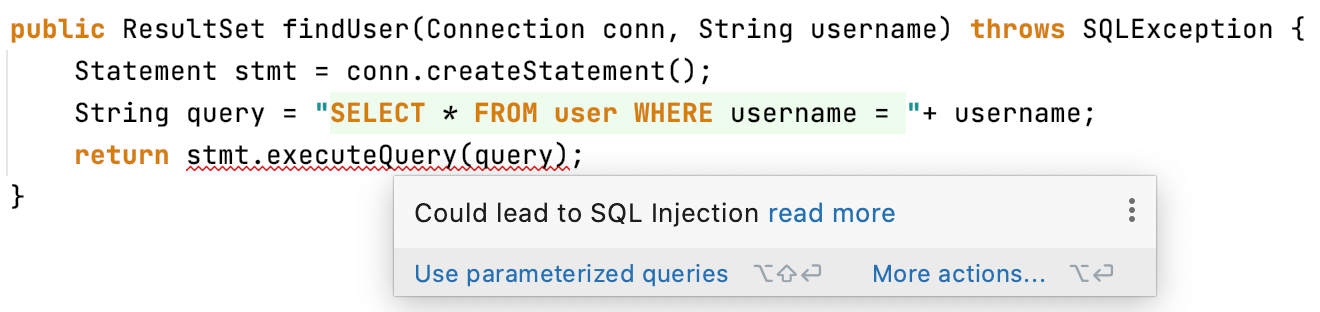 public ResultSet findUser(Connection conn, String username) throws SQLException {
Statement stmt = conn.createStatement();
String query = "SELECT * FROM user WHERE username = "+ username;
return stmt.executeQuery(query);
}
Could lead to SQL Injection read more
Use parameterized queries ⌥⇧⏎ More actions... ⌥⏎